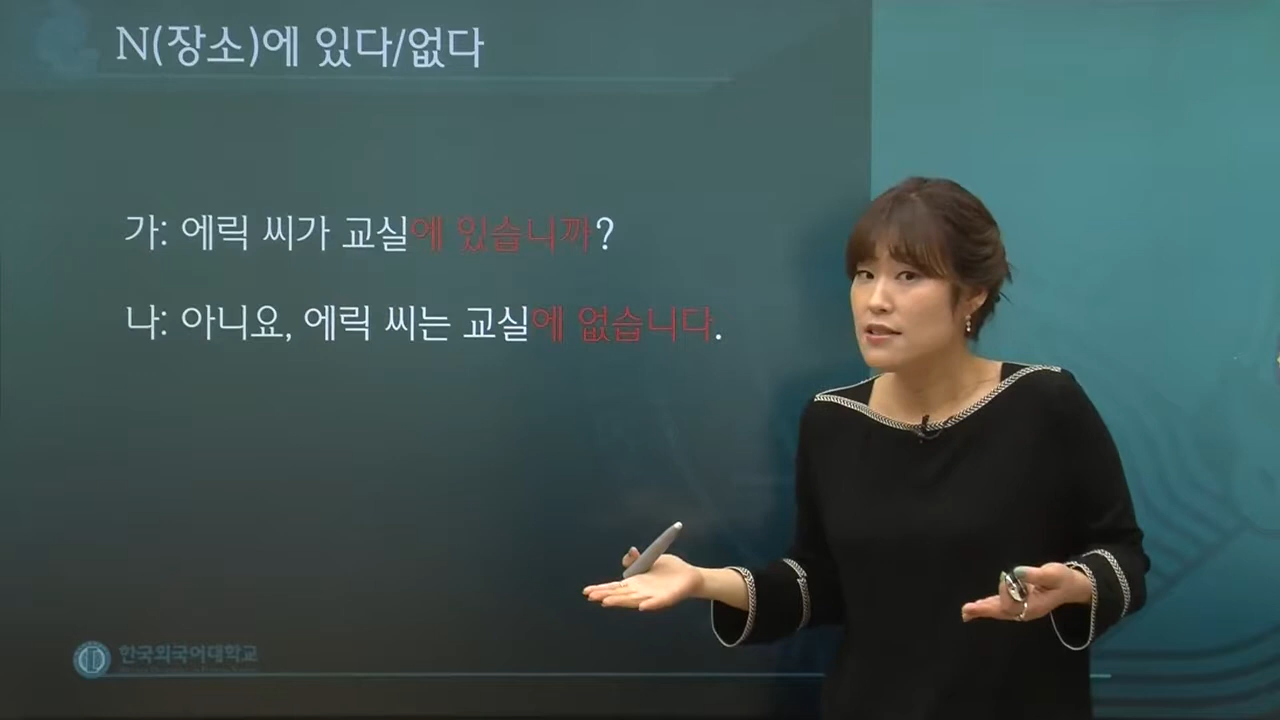 N(장소)에 있다/없다
가: 에릭 씨가 교실에 있습니까?
나: 아니요, 에릭 씨는 교실에 없습니다.
한국외국어대학교